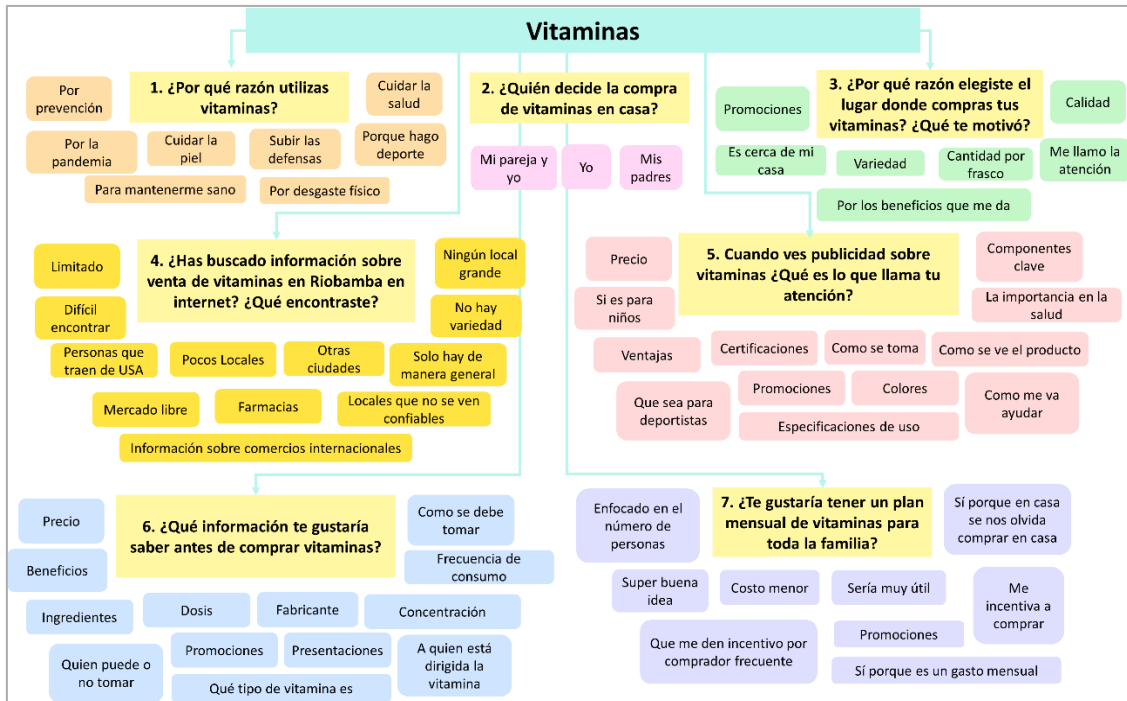 Vitaminas
1. ¿Por qué razón utilizas
vitaminas?
Por
prevención
Cuidar
la salud
Por la
pandemia
Cuidar la
piel
Subir las
defensas
Porque hago
deporte
Para mantenerme sano
Por desgaste físico
2. ¿Quién decide la compra
de vitaminas en casa?
Mi pareja y
yo
Yo
Mis
padres
3. ¿Por qué razón elegiste el
lugar donde compras tus
vitaminas? ¿Qué te motivó?
Promociones
Calidad
Es cerca de mi
casa
Variedad
Cantidad por
frasco
Me llamo la
atención
Por los beneficios que me da
4. ¿Has buscado información sobre
venta de vitaminas en Riobamba en
internet? ¿Qué encontraste?
Limitado
Ningún local
grande
Difícil
encontrar
No hay
variedad
Personas que
traen de USA
Pocos Locales
Otras
ciudades
Solo hay de
manera general
Mercado libre
Farmacias
Locales que no se ven
confiables
Información sobre comercios internacionales
5. Cuando ves publicidad sobre
vitaminas ¿Qué es lo que llama tu
atención?
Precio
Componentes
clave
Si es para
niños
La importancia en la
salud
Ventajas
Certificaciones
Como se toma
Como se ve el producto
Que sea para
deportistas
Promociones
Colores
Como me va
ayudar
Especificaciones de uso
6. ¿Qué información te gustaría
saber antes de comprar vitaminas?
Precio
Como se debe
tomar
Beneficios
Frecuencia de
consumo
Ingredientes
Dosis
Fabricante
Concentración
Quien puede o
no tomar
Promociones
Presentaciones
A quien está
dirigida la
vitamina
Qué tipo de vitamina es
7. ¿Te gustaría tener un plan
mensual de vitaminas para
toda la familia?
Enfocado en el
número de
personas
Sí porque en casa
se nos olvida
comprar en casa
Super buena
idea
Costo menor
Sería muy útil
Me
incentiva a
comprar
Que me den incentivo por
comprador frecuente
Promociones
Sí porque es un gasto mensual